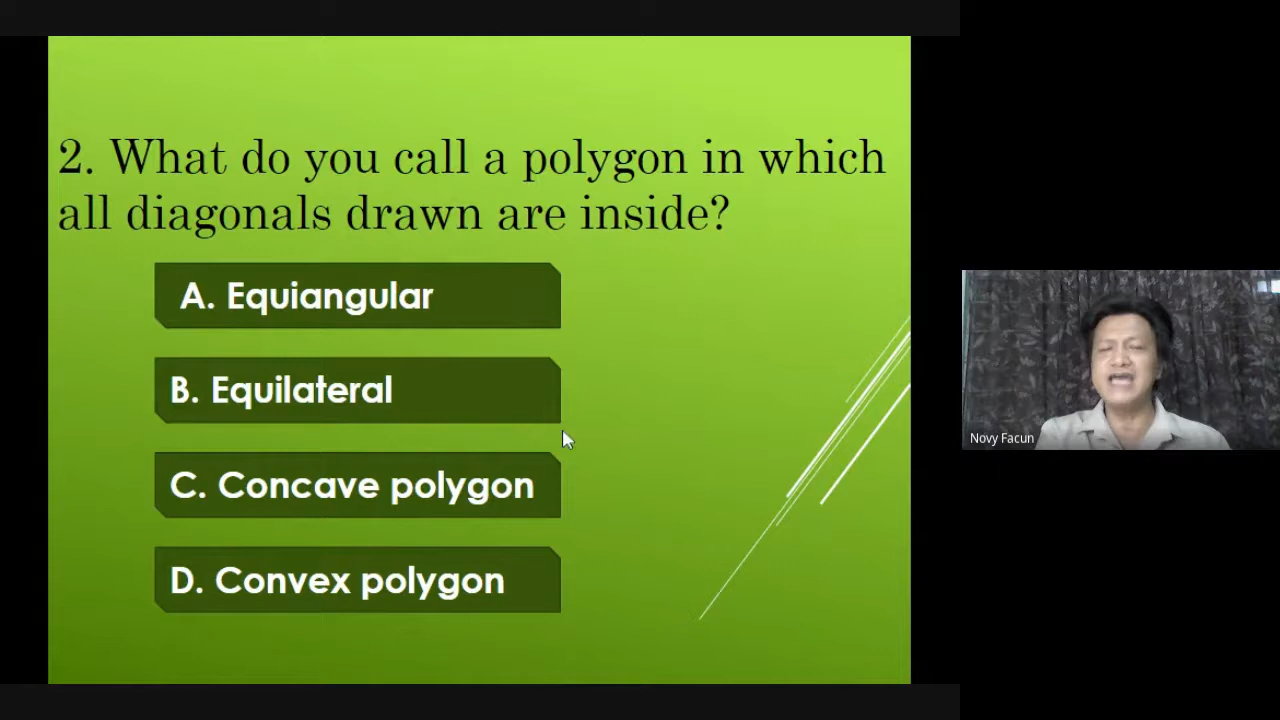 2. What do you call a polygon in which
all diagonals drawn are inside?
A. Equiangular
B. Equilateral
C. Concave polygon
D. Convex polygon
Novy Facun